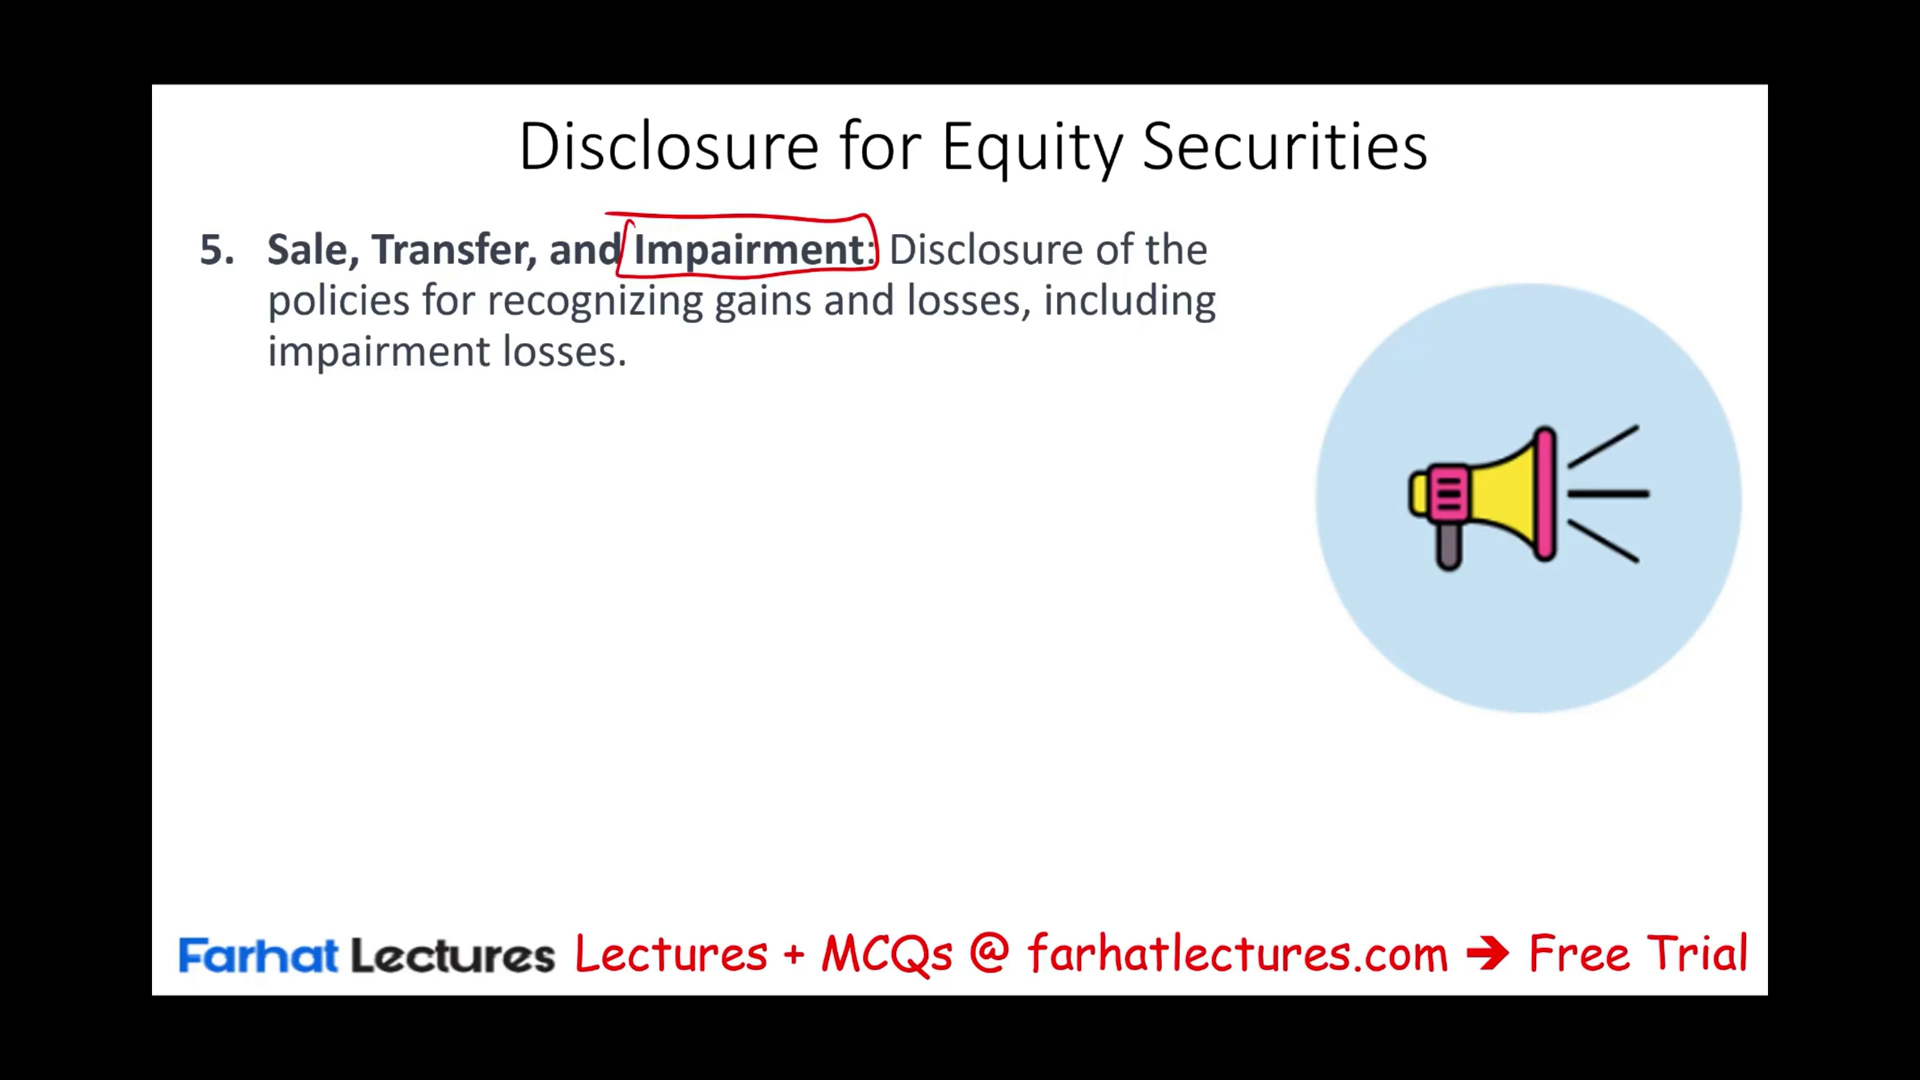 Disclosure for Equity Securities
5. Sale, Transfer, and Impairment: Disclosure of the
policies for recognizing gains and losses, including
impairment losses.
Farhat Lectures Lectures + MCQs @ farhatlectures.com ➔ Free Trial